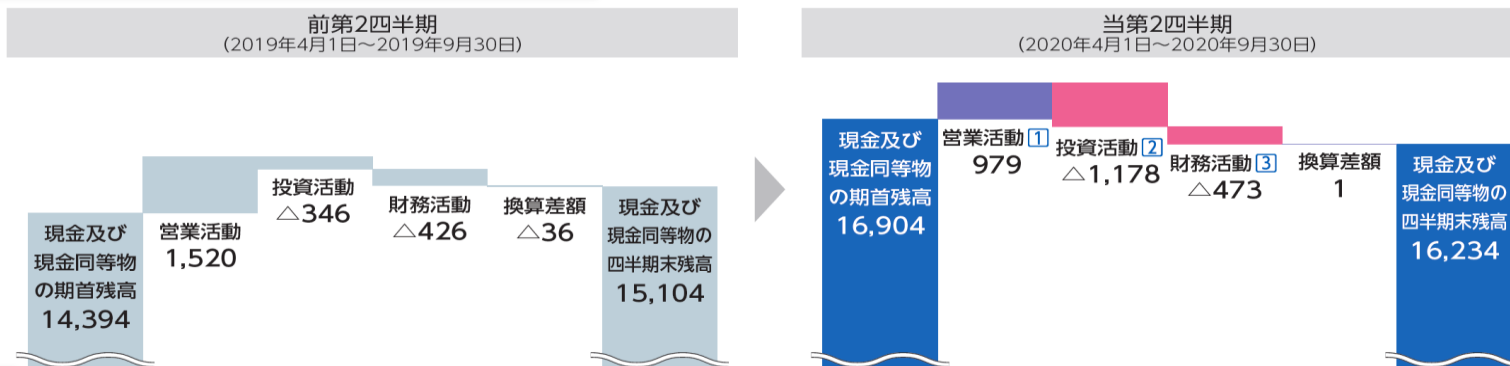 前第2四半期
(2019年4月1日~2019年9月30日)
現金及び
現金同等物
の期首残高
14,394
営業活動
1,520
投資活動
△346
財務活動
△426
換算差額
△36
現金及び
現金同等物の
四半期末残高
15,104
当第2四半期
(2020年4月1日~2020年9月30日)
現金及び
現金同等物
の期首残高
16,904
営業活動 1
979
投資活動 2
△1,178
財務活動 3
△473
換算差額
1
現金及び
現金同等物の
四半期末残高
16,234